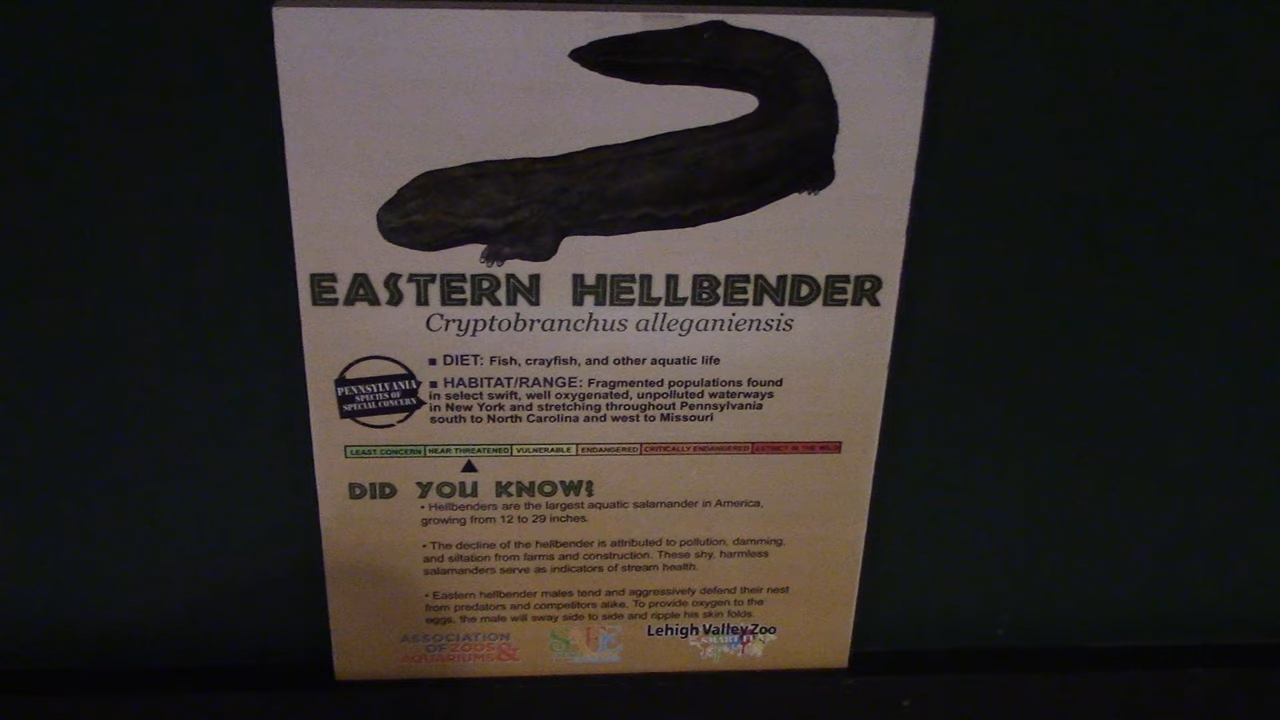 EASTERN HELLBENDER
Cryptobranchus alleganiensis
■ DIET: Fish, crayfish, and other aquatic life
PENNSYLVANIA
SPECIES OF
SPECIAL CONCERN
■ HABITAT/RANGE: Fragmented populations found
in select swift, well oxygenated, unpolluted waterways
in New York and stretching throughout Pennsylvania
south to North Carolina and west to Missouri
LEAST CONCERN NEAR THREATENED VULNERABLE ENDANGERED CRITICALLY ENDANGERED EXTINCT IN THE WILD
DID YOU KNOW?
• Hellbenders are the largest aquatic salamander in America,
growing from 12 to 29 inches.
• The decline of the hellbender is attributed to pollution, damming,
and siltation from farms and construction. These shy, harmless
salamanders serve as indicators of stream health.
• Eastern hellbender males tend and aggressively defend their nest
from predators and competitors alike. To provide oxygen to the
eggs, the male will sway side to side and ripple his skin folds.
ASSOCIATION
OF ZOOS
AQUARIUMS &
Lehigh Valley Zoo